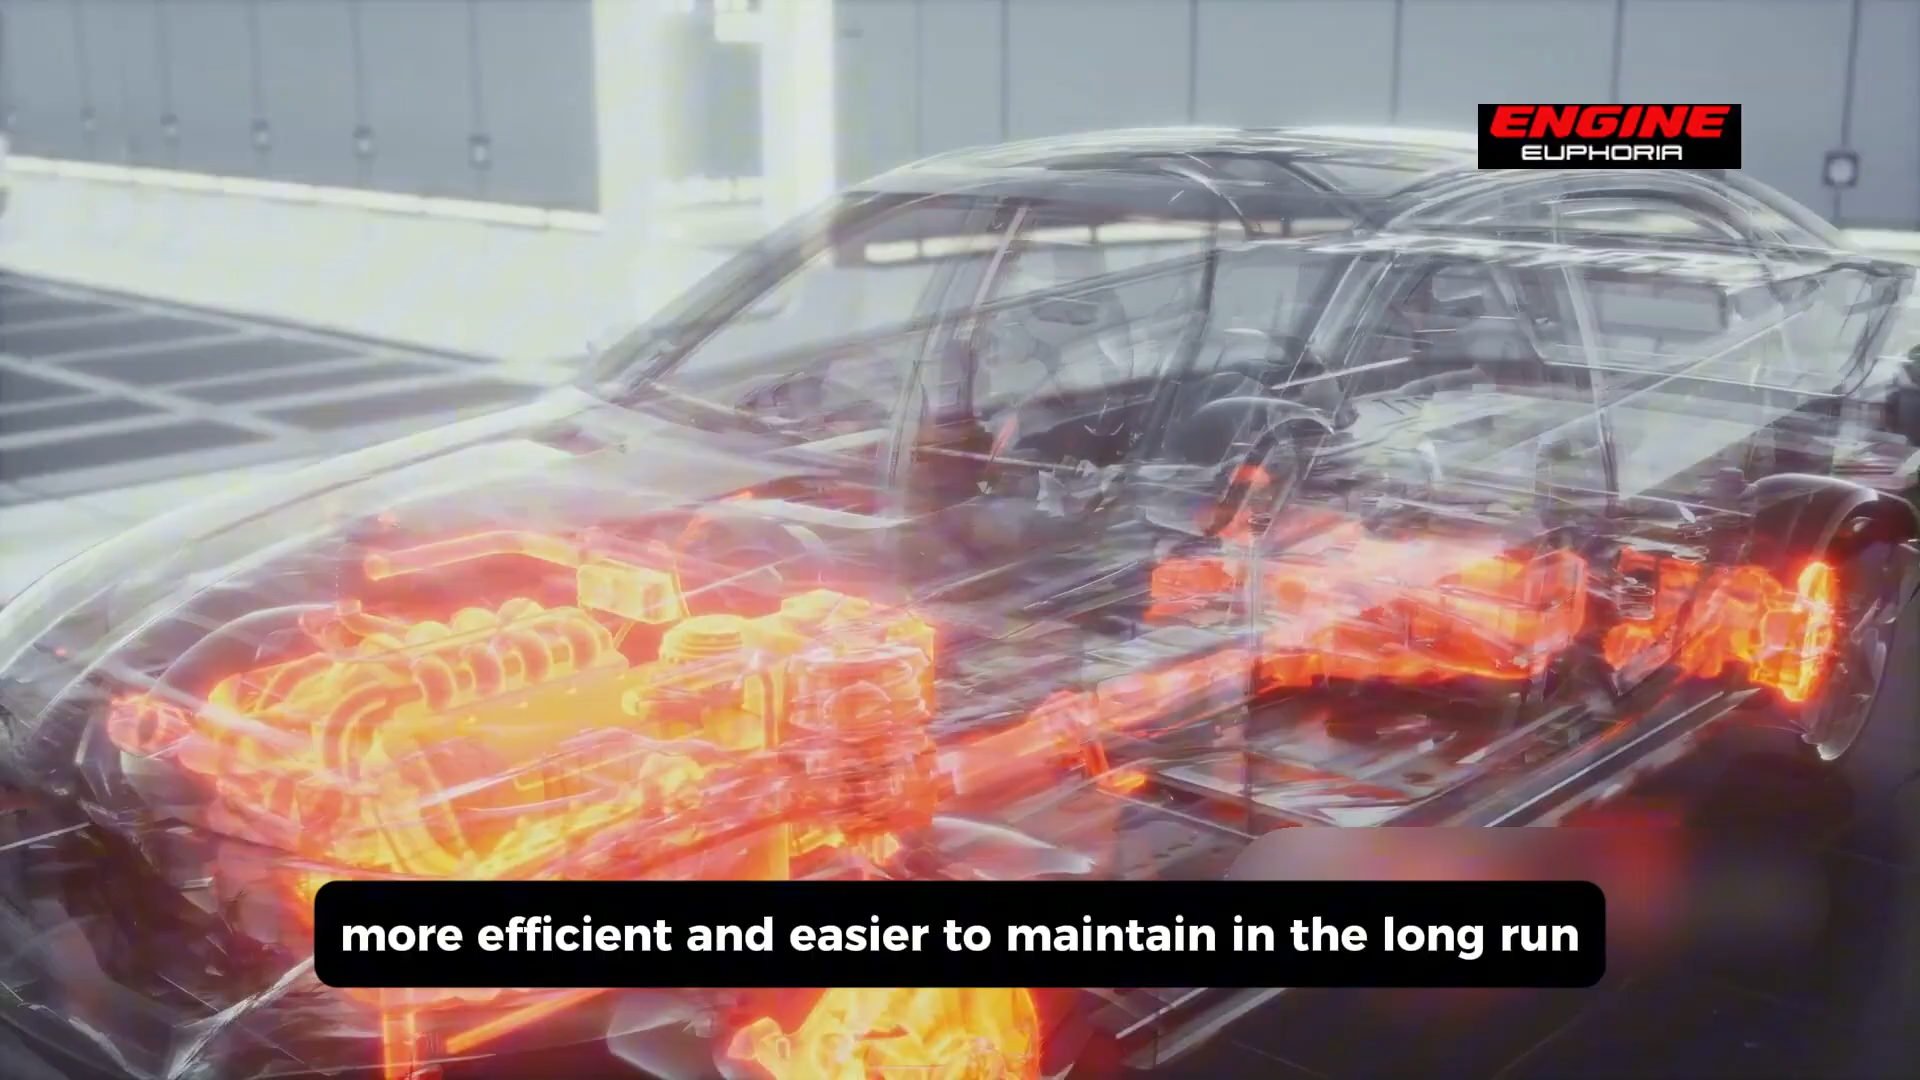 ENGINE
EUPHORIA
more efficient and easier to maintain in the long run